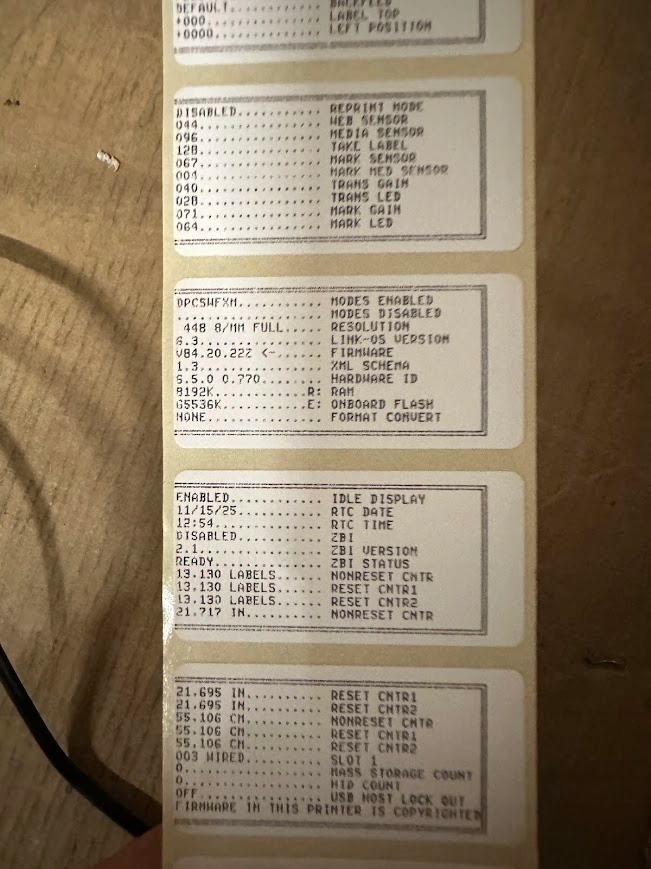 DEFAULT............. BACKFEED
+000................ LABEL TOP
+0000............... LEFT POSITION
DISABLED............ REPRINT MODE
044................. WEB SENSOR
096................. MEDIA SENSOR
128................. TAKE LABEL
067................. MARK SENSOR
004................. MARK MED SENSOR
040................. TRANS GAIN
028................. TRANS LED
071................. MARK GAIN
064................. MARK LED
DPCSWFXM............ MODES ENABLED
.................... MODES DISABLED
448 8/MM FULL..... RESOLUTION
6.3................. LINK-OS VERSION
V84.20.22Z <-....... FIRMWARE
1.3................. XML SCHEMA
6.5.0 0.770......... HARDWARE ID
8192K............R: RAM
65536K...........E: ONBOARD FLASH
NONE................ FORMAT CONVERT
ENABLED............. IDLE DISPLAY
11/15/25............ RTC DATE
12:54............... RTC TIME
DISABLED............ ZBI
2.1................. ZBI VERSION
READY............... ZBI STATUS
13.130 LABELS....... NONRESET CNTR
13.130 LABELS....... RESET CNTR1
13.130 LABELS....... RESET CNTR2
21.717 IN........... NONRESET CNTR
21.695 IN........... RESET CNTR1
21.695 IN........... RESET CNTR2
55.106 CM........... NONRESET CNTR
55.106 CM........... RESET CNTR1
55.106 CM........... RESET CNTR2
003 WIRED........... SLOT 1
0................... MASS STORAGE COUNT
0................... HID COUNT
OFF................. USB HOST LOCK OUT
FIRMWARE IN THIS PRINTER IS COPYRIGHTED